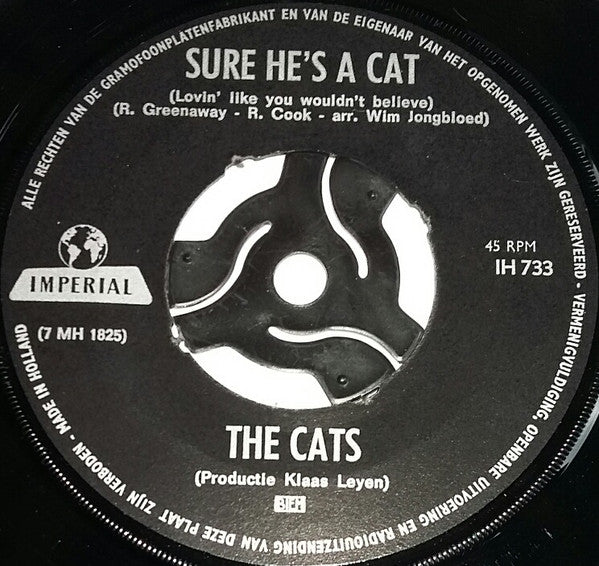 ALLE RECHTEN VAN DE GRAMOFOONPLATENFABRIKANT EN VAN DE EIGENAAR VAN HET OPGENOMEN WERK ZIJN GERESERVEERD - VERMENIGVULDIGING, OPENBARE UITVOERING EN RADIOUITZENDING VAN DEZE PLAAT ZIJN VERBODEN - MADE IN HOLLAND
SURE HE'S A CAT
(Lovin' like you wouldn't believe)
(R. Greenaway - R. Cook - arr. Wim Jongbloed)
45 RPM
IH 733
IMPERIAL
(7 MH 1825)
THE CATS
(Productie Klaas Leyen)